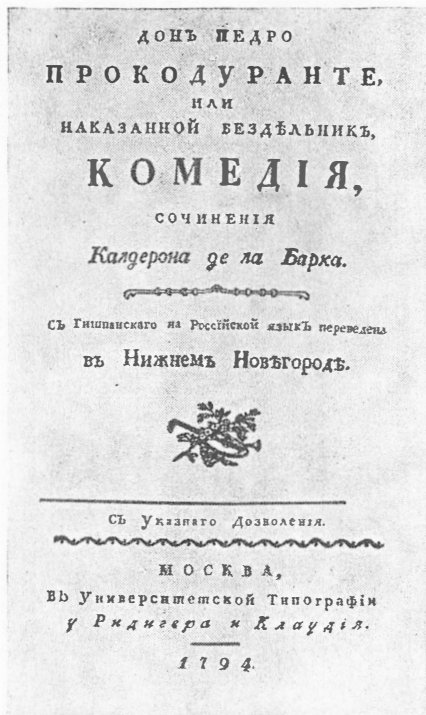 ДОНЪ ПЕДРО
ПРОКОДУРАНТЕ,
ИЛИ
НАКАЗАННОЙ БЕЗДѢЛЬНИКЪ,
КОМЕДІЯ,
СОЧИНЕНІЯ
Калдерона де ла Барка.
Съ Гишпанскаго на Россїйской языкъ переведена
въ Нижнемъ Новѣгородѣ.
Съ Указнаго Дозволенія.
МОСКВА,
Въ Университетской Типографіи
у Ридигера и Клаудія.
1794.